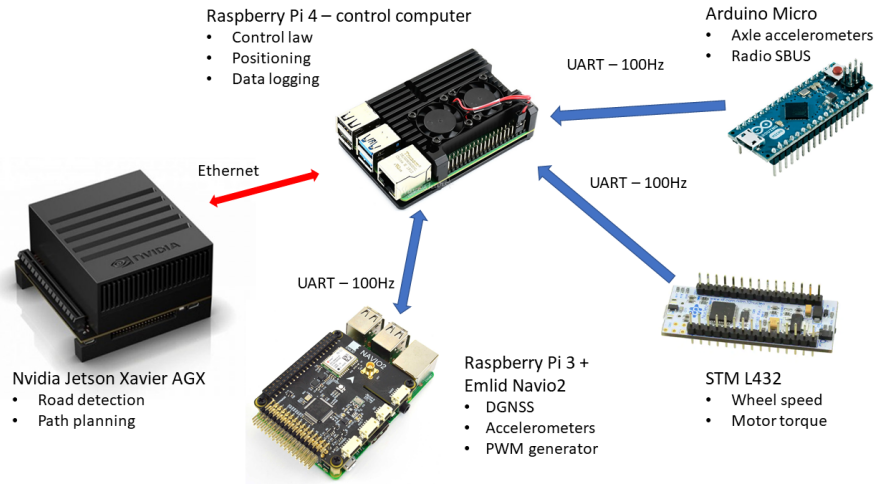 Raspberry Pi 4 – control computer
• Control law
• Positioning
• Data logging
Arduino Micro
• Axle accelerometers
• Radio SBUS
UART – 100Hz
Ethernet
UART – 100Hz
UART – 100Hz
NVIDIA
NAVIO2
Nvidia Jetson Xavier AGX
• Road detection
• Path planning
Raspberry Pi 3 +
Emlid Navio2
• DGNSS
• Accelerometers
• PWM generator
STM L432
• Wheel speed
• Motor torque